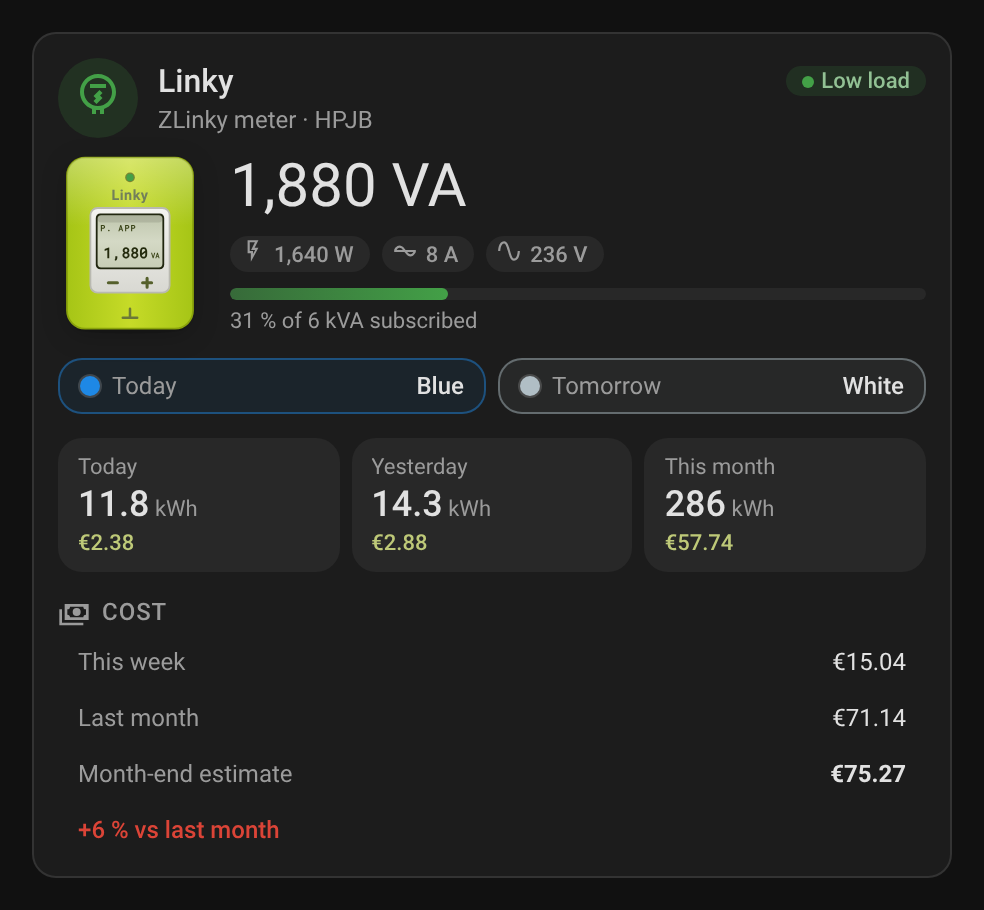 Linky
Low load
ZLinky meter · HPJB
Linky
P. APP
1,880 VA
− +
1,880 VA
1,640 W
8 A
236 V
31 % of 6 kVA subscribed
Today Blue
Tomorrow White
Today
11.8 kWh
€2.38
Yesterday
14.3 kWh
€2.88
This month
286 kWh
€57.74
COST
This week €15.04
Last month €71.14
Month-end estimate €75.27
+6 % vs last month